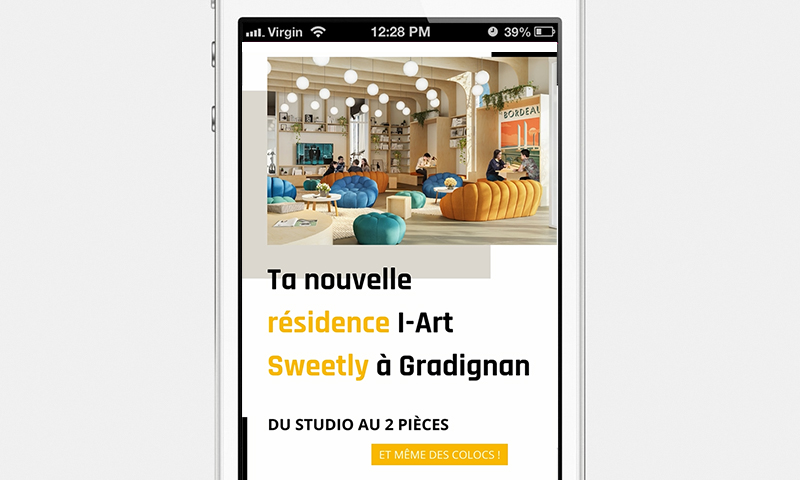 Virgin 12:28 PM 39%
BORDEAU
Ta nouvelle
résidence I-Art
Sweetly à Gradignan
DU STUDIO AU 2 PIÈCES
ET MÊME DES COLOCS !